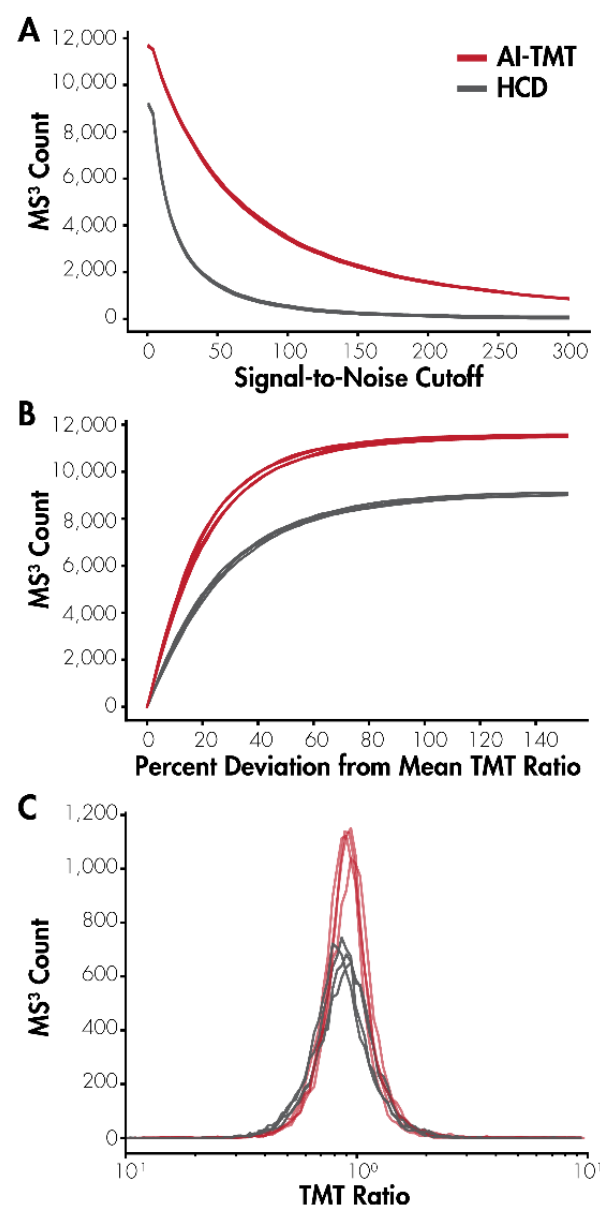 A
12,000
10,000
8,000
6,000
4,000
2,000
0
MS³ Count
AI-TMT
HCD
0 50 100 150 200 250 300
Signal-to-Noise Cutoff
B
12,000
10,000
8,000
6,000
4,000
2,000
0
MS³ Count
0 20 40 60 80 100 120 140
Percent Deviation from Mean TMT Ratio
C
1,200
1,000
800
600
400
200
0
MS³ Count
10¹ 10⁰ 10¹
TMT Ratio